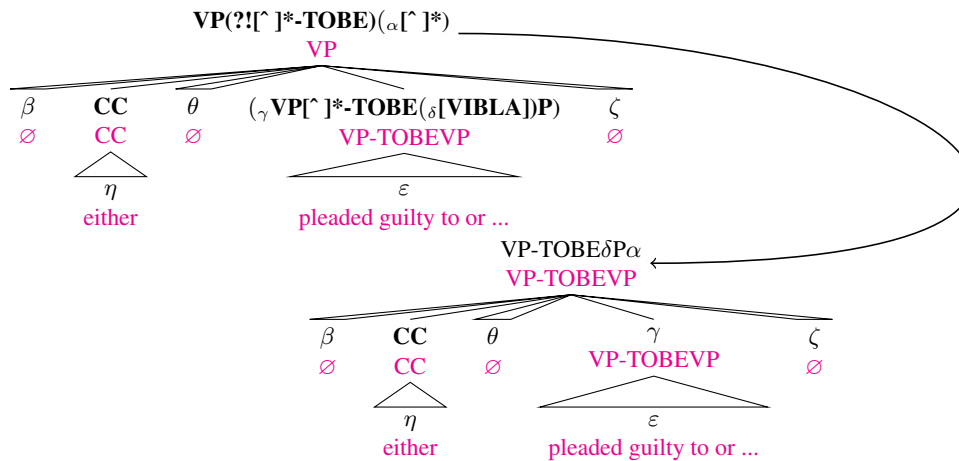 VP(?![^ ]*-TOBE)(α[^ ]*)
VP
β CC θ (γVP[^ ]*-TOBE(δ[VIBLA])P) ζ
∅ CC ∅ VP-TOBEVP ∅
η ε
either pleaded guilty to or ...
VP-TOBEδPα
VP-TOBEVP
β CC θ γ ζ
∅ CC ∅ VP-TOBEVP ∅
η ε
either pleaded guilty to or ...